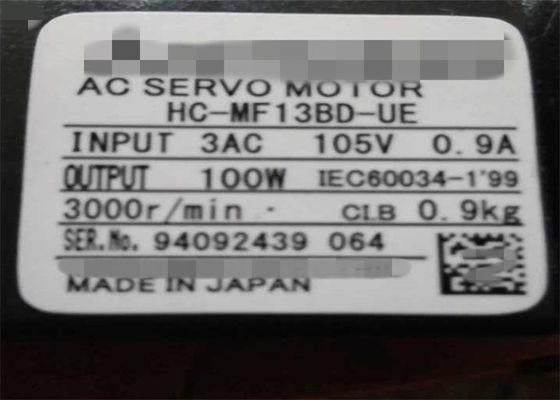 AC SERVO MOTOR
HC-MF13BD-UE
INPUT 3AC 105V 0.9A
OUTPUT 100W IEC60034-1'99
3000r/min · CLB 0.9kg
SER.No. 94092439 064
MADE IN JAPAN